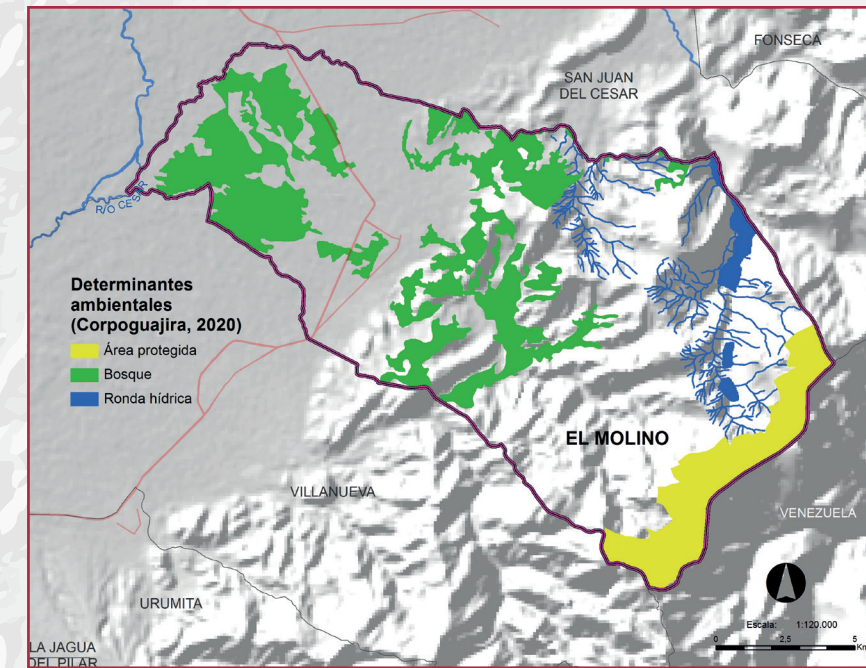 FONSECA
SAN JUAN
DEL CESAR
RÍO CESAR
Determinantes
ambientales
(Corpoguajira, 2020)
Área protegida
Bosque
Ronda hídrica
EL MOLINO
VILLANUEVA
VENEZUELA
URUMITA
LA JAGUA
DEL PILAR
Escala: 1:120.000
0 2,5 5
Km